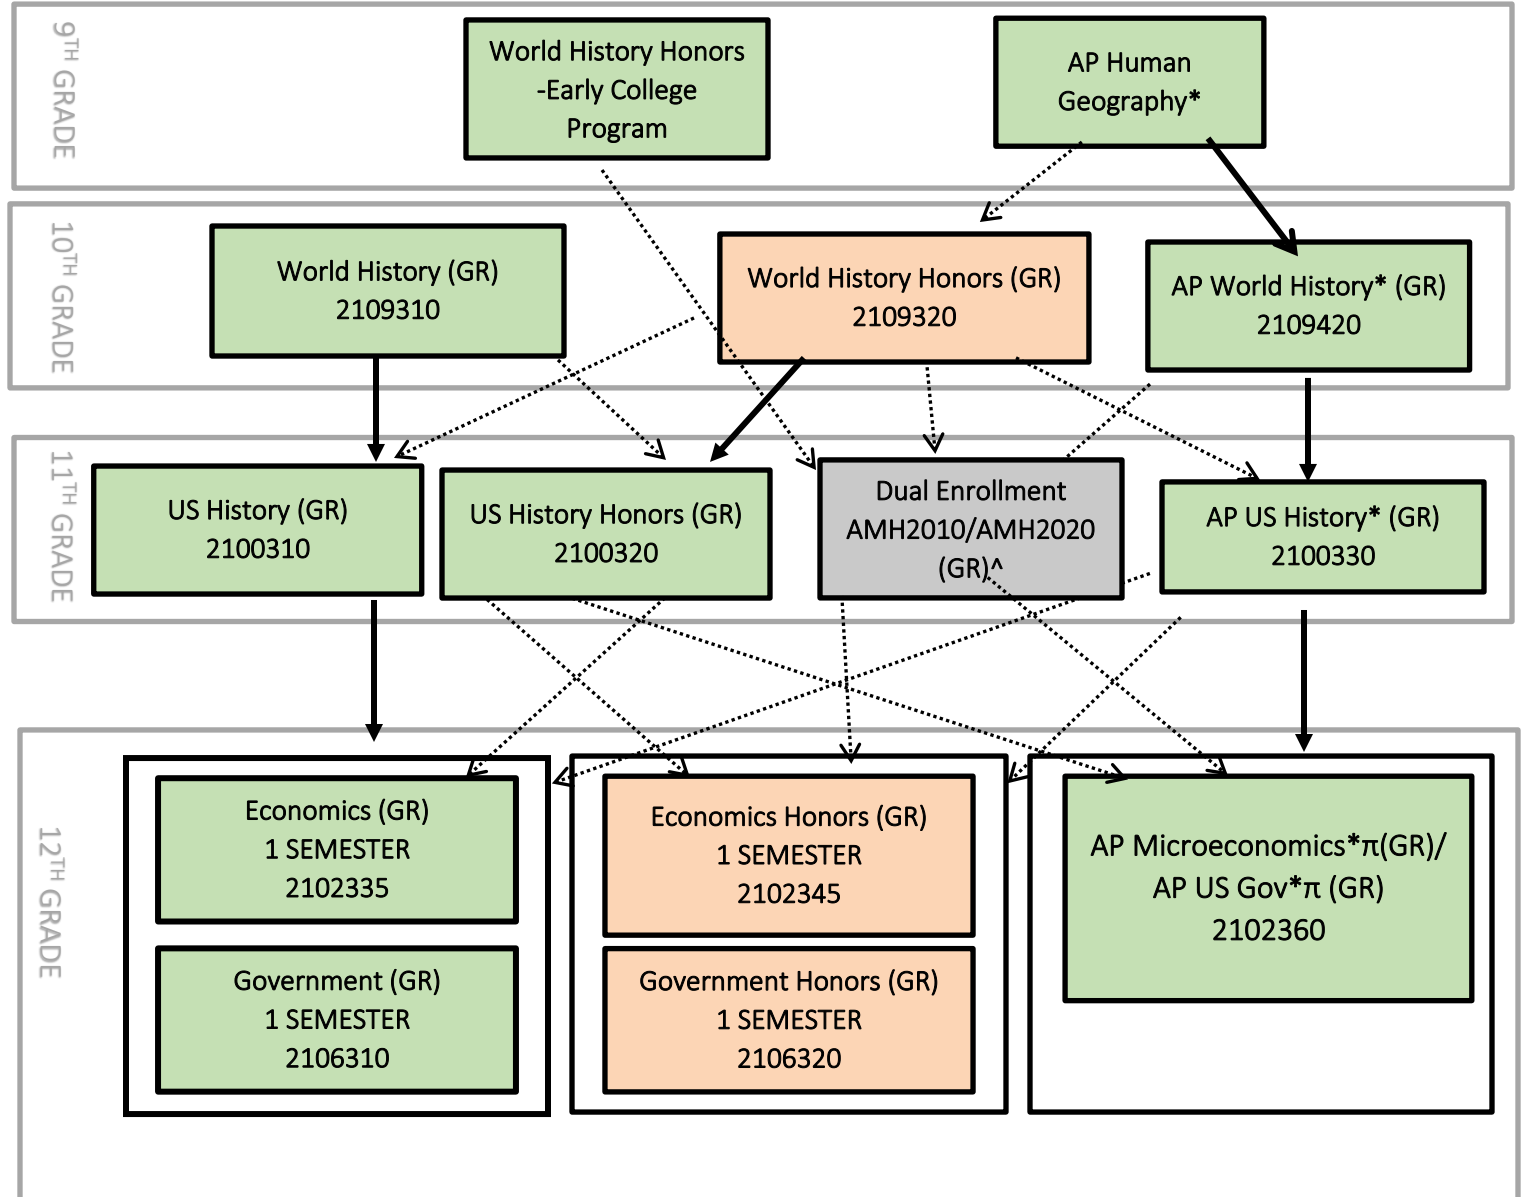 9TH GRADE
World History Honors
-Early College
Program
AP Human
Geography*
10TH GRADE
World History (GR)
2109310
World History Honors (GR)
2109320
AP World History* (GR)
2109420
11TH GRADE
US History (GR)
2100310
US History Honors (GR)
2100320
Dual Enrollment
AMH2010/AMH2020
(GR)^
AP US History* (GR)
2100330
12TH GRADE
Economics (GR)
1 SEMESTER
2102335
Government (GR)
1 SEMESTER
2106310
Economics Honors (GR)
1 SEMESTER
2102345
Government Honors (GR)
1 SEMESTER
2106320
AP Microeconomics*π(GR)/
AP US Gov*π (GR)
2102360